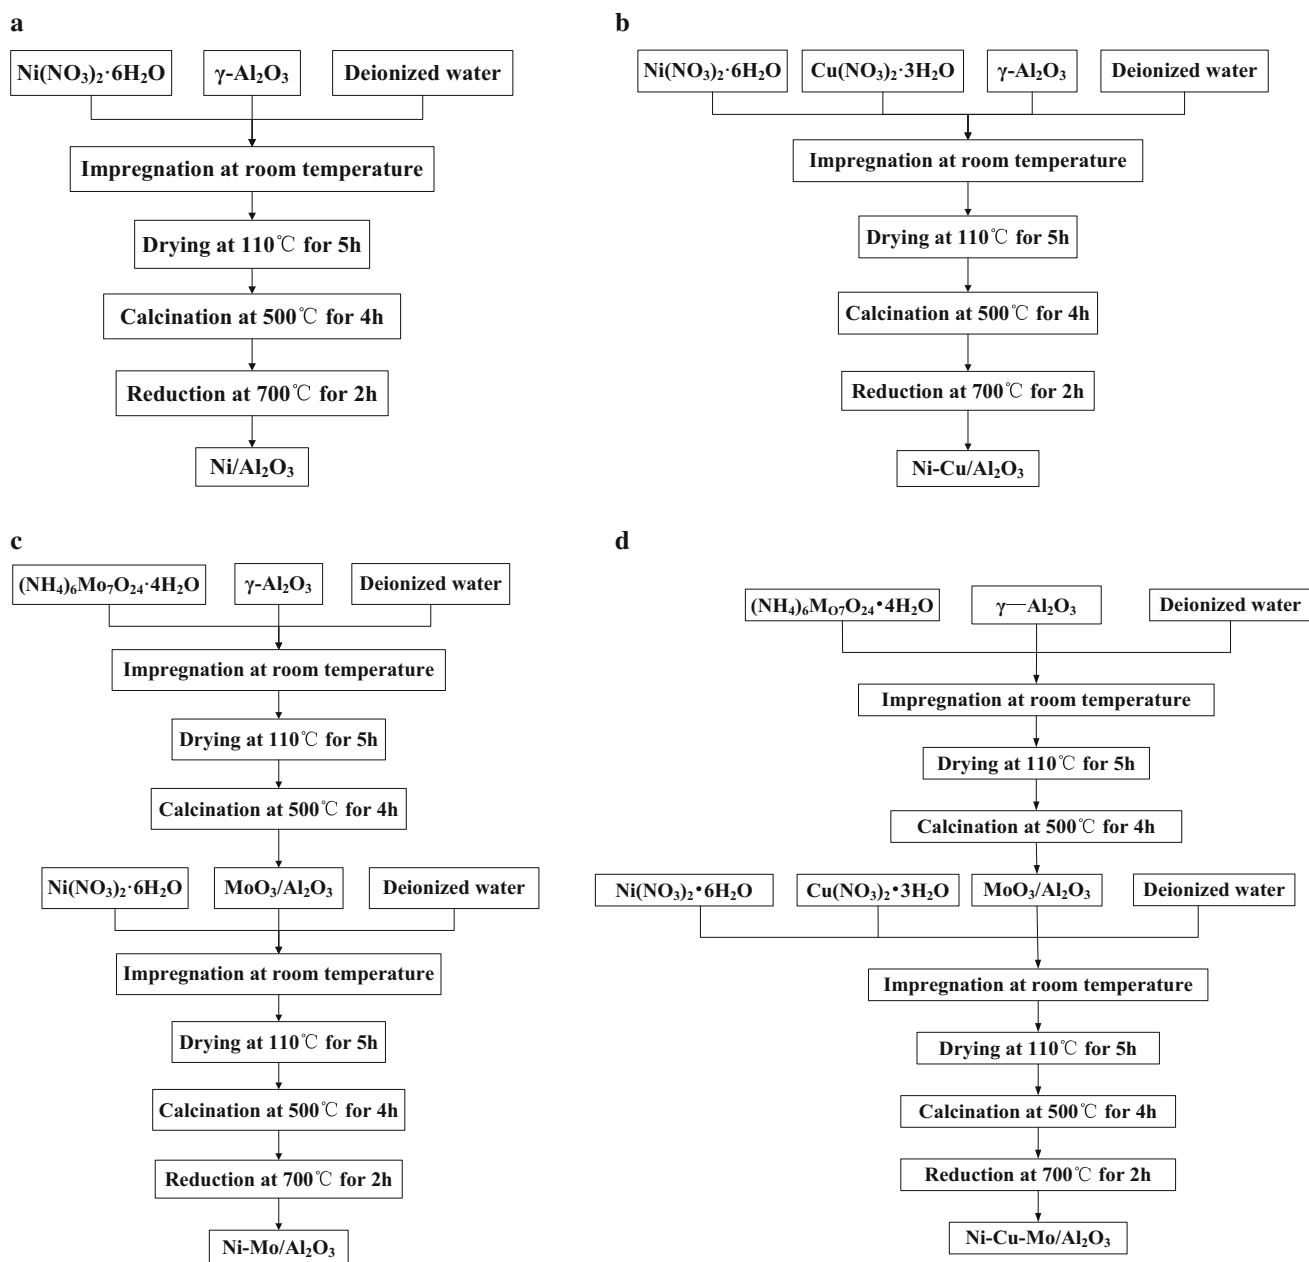 a
Ni(NO₃)₂·6H₂O
γ-Al₂O₃
Deionized water
Impregnation at room temperature
Drying at 110℃ for 5h
Calcination at 500℃ for 4h
Reduction at 700℃ for 2h
Ni/Al₂O₃
b
Ni(NO₃)₂·6H₂O
Cu(NO₃)₂·3H₂O
γ-Al₂O₃
Deionized water
Impregnation at room temperature
Drying at 110℃ for 5h
Calcination at 500℃ for 4h
Reduction at 700℃ for 2h
Ni-Cu/Al₂O₃
c
(NH₄)₆Mo₇O₂₄·4H₂O
γ-Al₂O₃
Deionized water
Impregnation at room temperature
Drying at 110℃ for 5h
Calcination at 500℃ for 4h
Ni(NO₃)₂·6H₂O
MoO₃/Al₂O₃
Deionized water
Impregnation at room temperature
Drying at 110℃ for 5h
Calcination at 500℃ for 4h
Reduction at 700℃ for 2h
Ni-Mo/Al₂O₃
d
(NH₄)₆M_O₇O₂₄•4H₂O
γ—Al₂O₃
Deionized water
Impregnation at room temperature
Drying at 110℃ for 5h
Calcination at 500℃ for 4h
Ni(NO₃)₂•6H₂O
Cu(NO₃)₂•3H₂O
MoO₃/Al₂O₃
Deionized water
Impregnation at room temperature
Drying at 110℃ for 5h
Calcination at 500℃ for 4h
Reduction at 700℃ for 2h
Ni-Cu-Mo/Al₂O₃